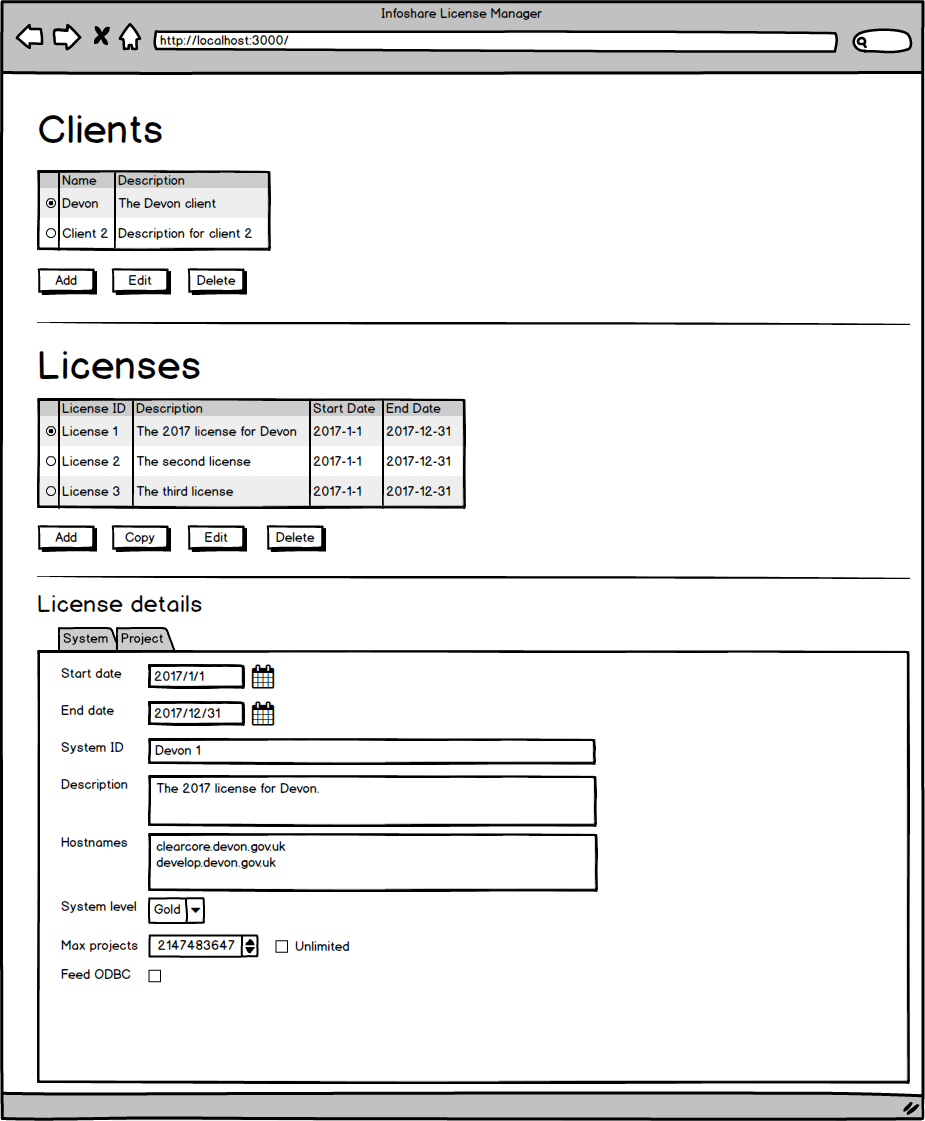 Infoshare License Manager
http://localhost:3000/
Clients
Name Description
Devon The Devon client
Client 2 Description for client 2
Add Edit Delete
Licenses
License ID Description Start Date End Date
License 1 The 2017 license for Devon 2017-1-1 2017-12-31
License 2 The second license 2017-1-1 2017-12-31
License 3 The third license 2017-1-1 2017-12-31
Add Copy Edit Delete
License details
System Project
Start date 2017/1/1
End date 2017/12/31
System ID Devon 1
Description The 2017 license for Devon.
Hostnames clearcore.devon.gov.uk
develop.devon.gov.uk
System level Gold
Max projects 2147483647 Unlimited
Feed ODBC